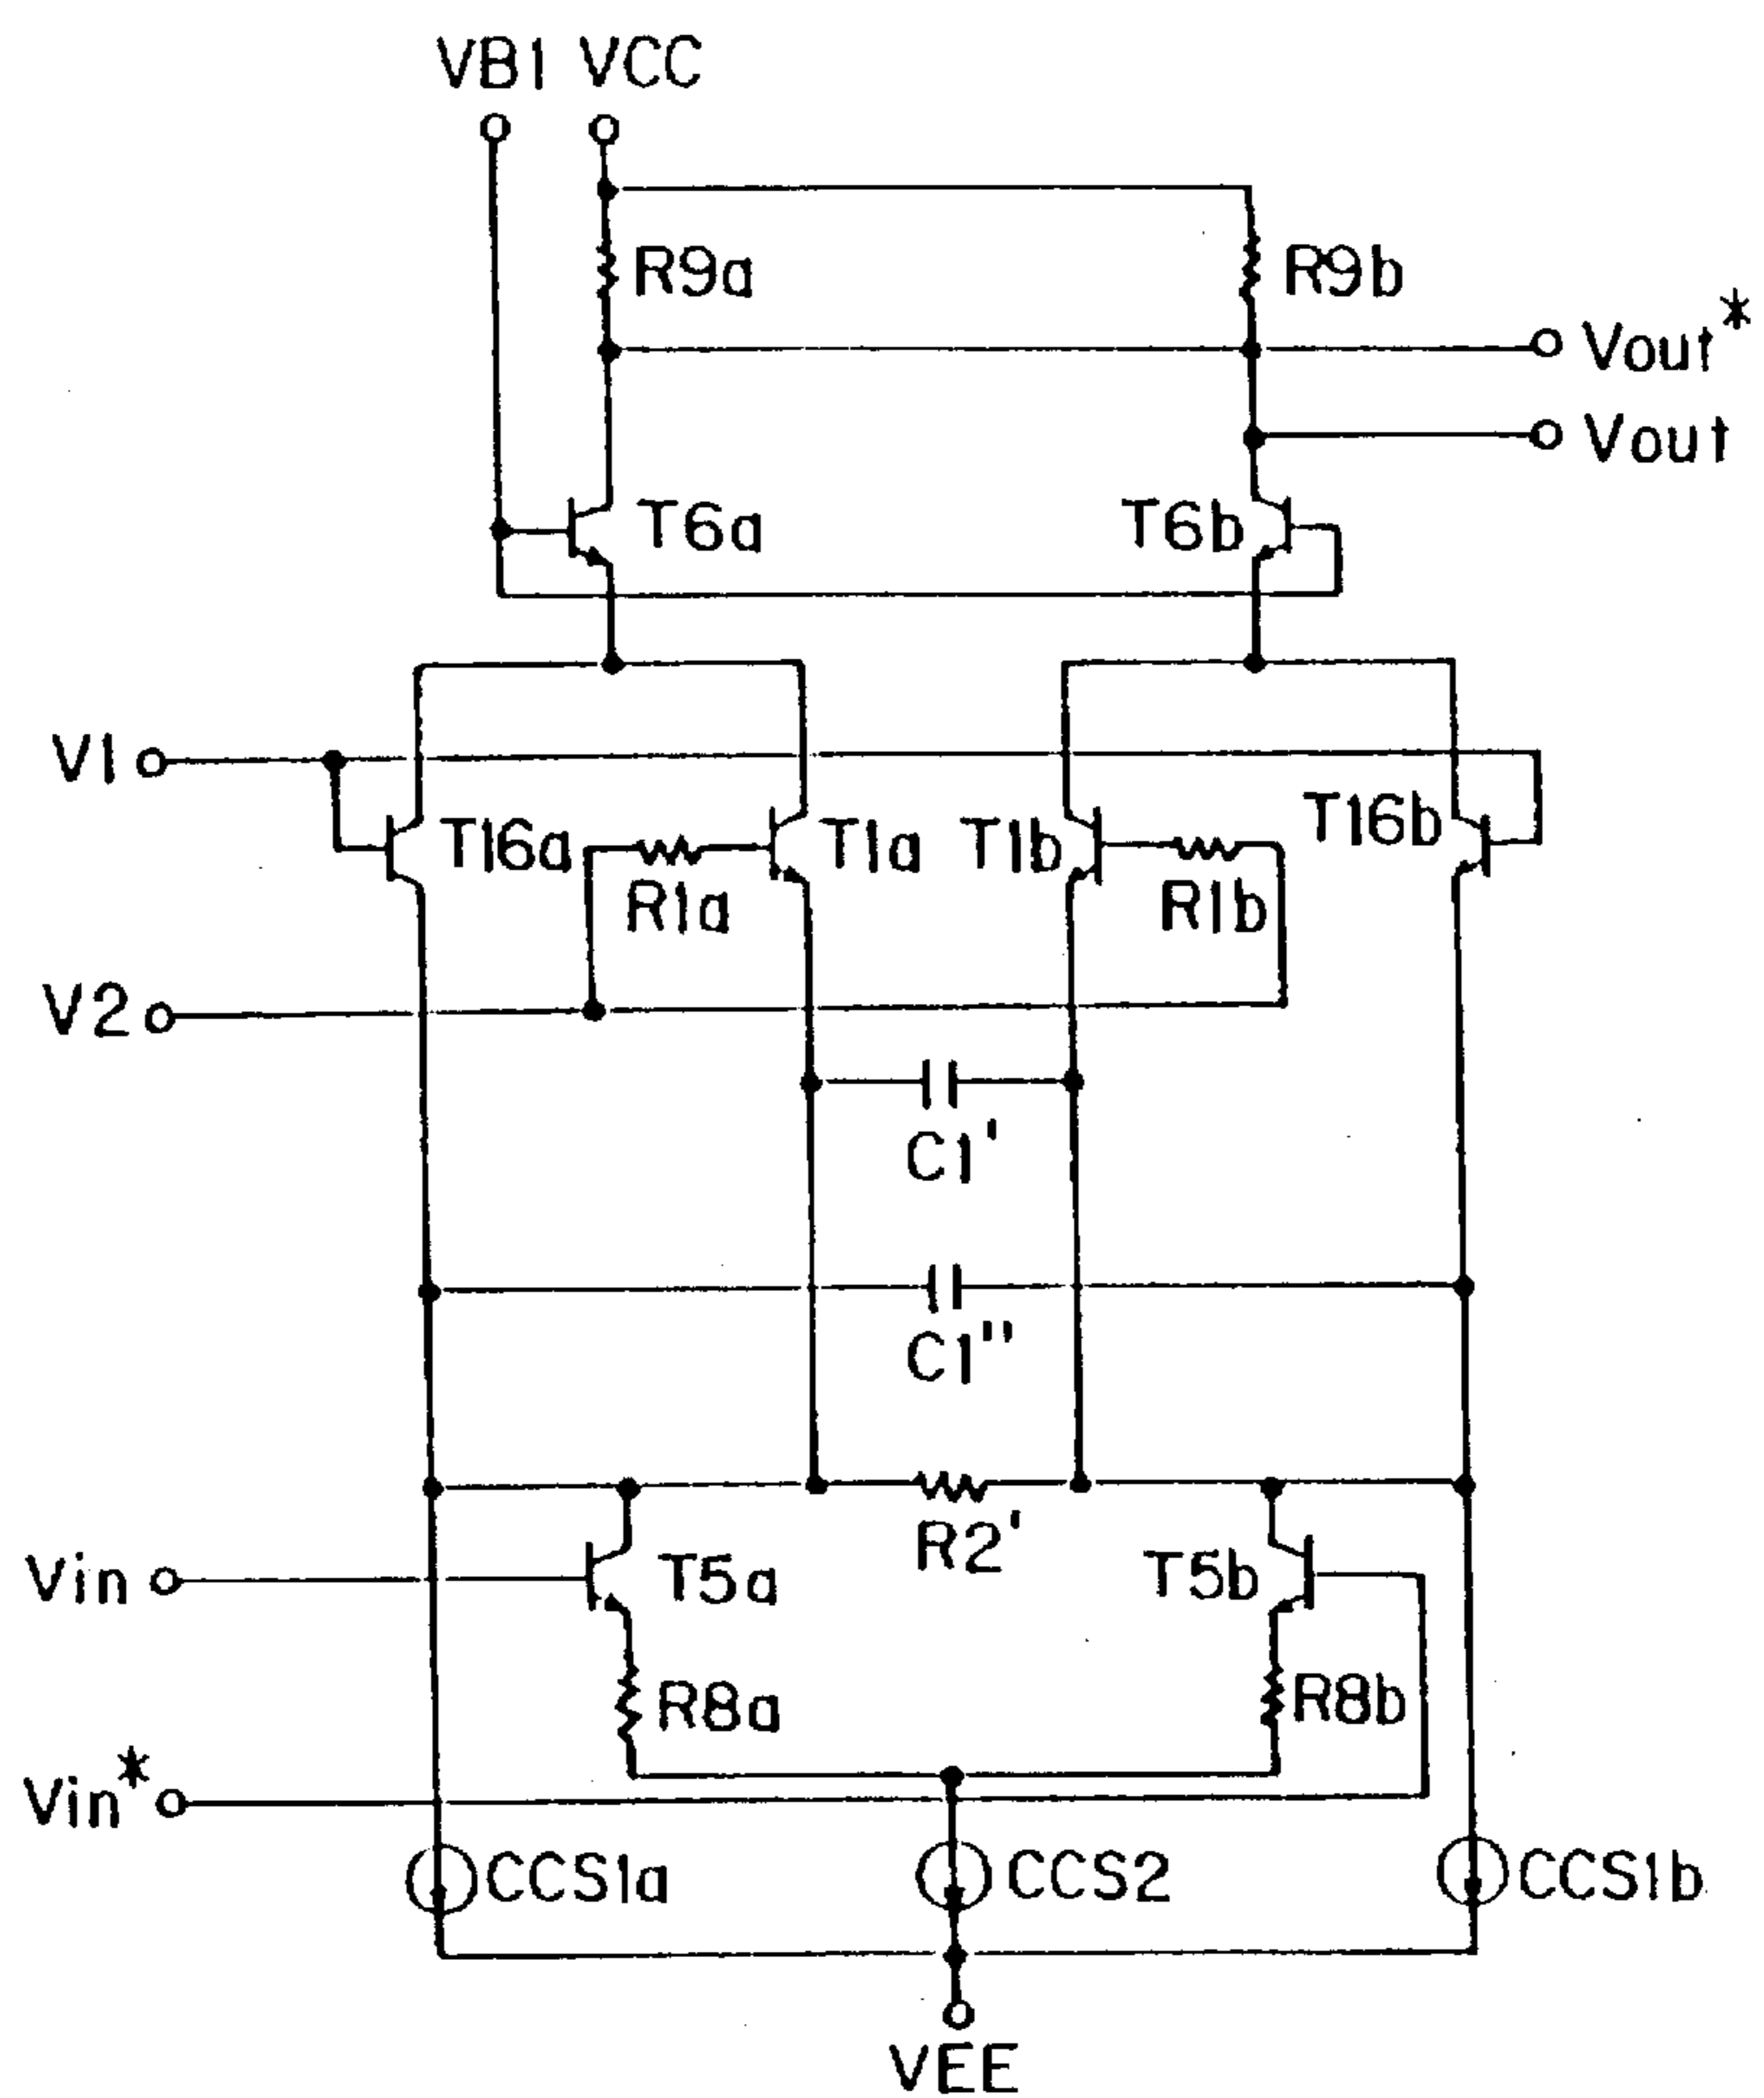 VB1 VCC
R9a R9b
Vout*
Vout
T6a T6b
V1
T16a T1a T1b T16b
R1a R1b
V2
C1'
C1"
R2'
Vin T5a T5b
R8a R8b
Vin*
CCS1a CCS2 CCS1b
VEE